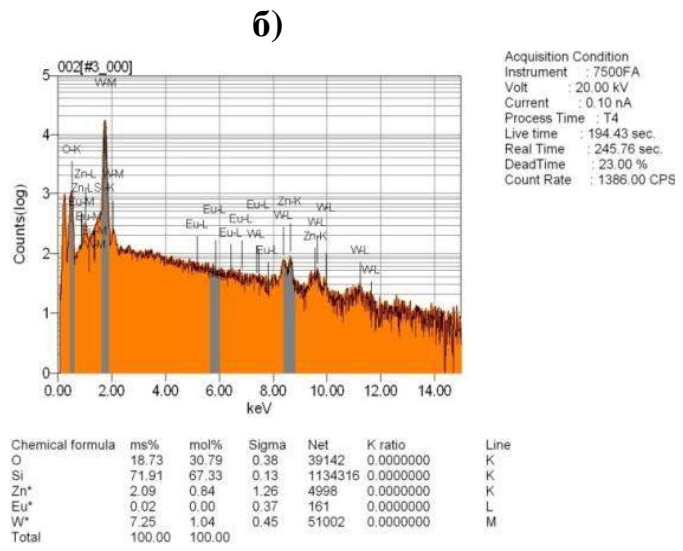 б)
002[#3_000]
W-M
5
4
3
2
1
0
Counts(log)
O-K
Zn-L
W-M
Zn-L
Si-K
Eu-M
Eu-M
Eu-L
Eu-L
Eu-L
Eu-L
Eu-L
W-L
Eu-L
Zn-K
W-L
W-L
W-L
Zn-K
W-L
W-L
0.00 2.00 4.00 6.00 8.00 10.00 12.00 14.00
keV
Acquisition Condition
Instrument : 7500FA
Volt : 20.00 kV
Current : 0.10 nA
Process Time : T4
Live time : 194.43 sec.
Real Time : 245.76 sec.
DeadTime : 23.00 %
Count Rate : 1386.00 CPS
Chemical formula ms% mol% Sigma Net K ratio Line
O 18.73 30.79 0.38 39142 0.0000000 K
Si 71.91 67.33 0.13 1134316 0.0000000 K
Zn* 2.09 0.84 1.26 4998 0.0000000 K
Eu* 0.02 0.00 0.37 161 0.0000000 L
W* 7.25 1.04 0.45 51002 0.0000000 M
Total 100.00 100.00